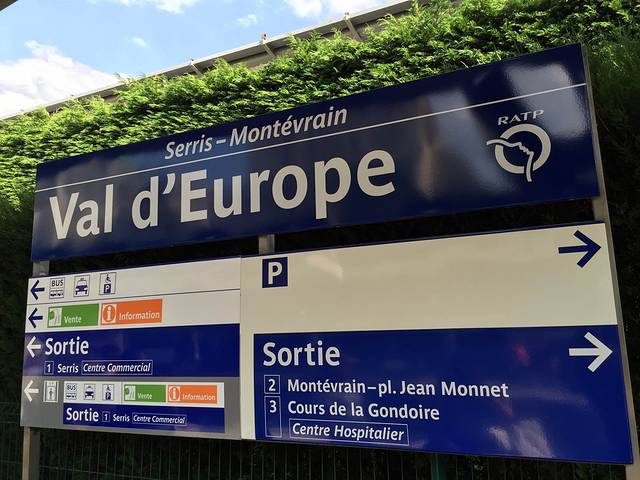 Serris – Montévrain
RATP
Val d'Europe
BUS
P
Vente
i Information
Sortie
1 Serris Centre Commercial
BUS
P
Vente
i Information
Sortie 1 Serris Centre Commercial
P
Sortie
2 Montévrain–pl. Jean Monnet
3 Cours de la Gondoire
Centre Hospitalier